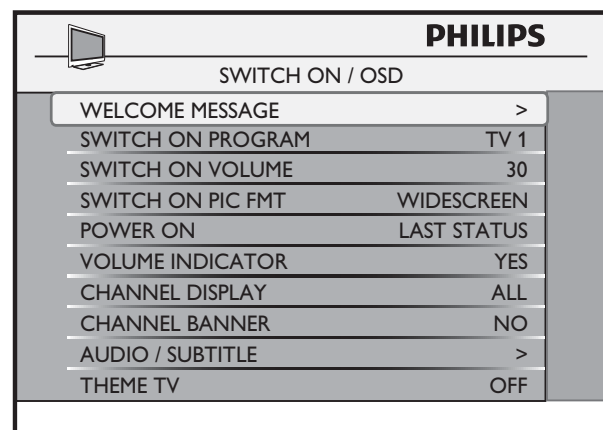 PHILIPS
SWITCH ON / OSD
WELCOME MESSAGE >
SWITCH ON PROGRAM TV 1
SWITCH ON VOLUME 30
SWITCH ON PIC FMT WIDESCREEN
POWER ON LAST STATUS
VOLUME INDICATOR YES
CHANNEL DISPLAY ALL
CHANNEL BANNER NO
AUDIO / SUBTITLE >
THEME TV OFF